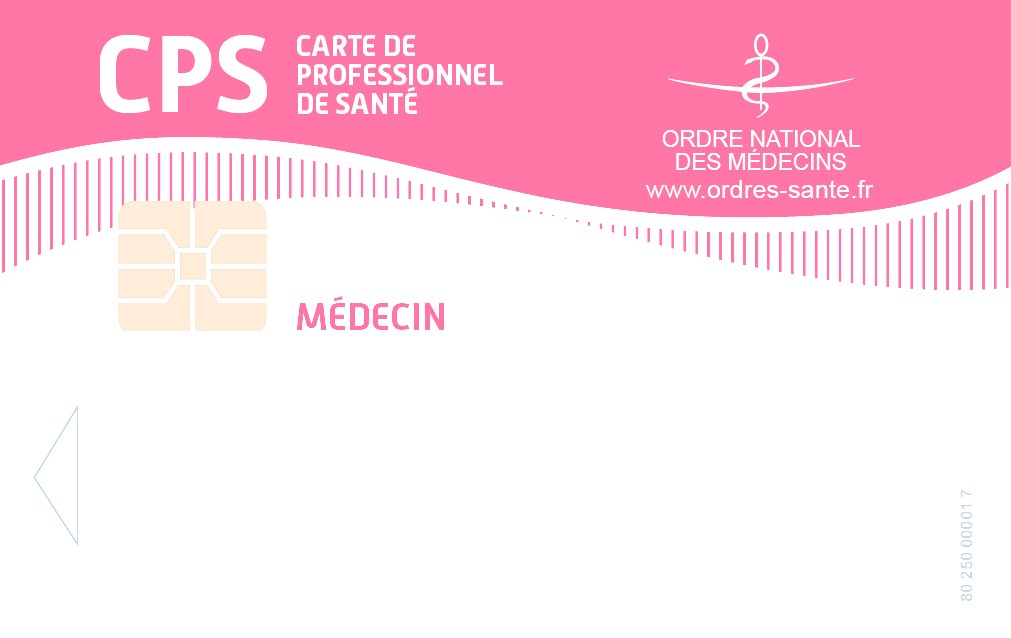 CPS
CARTE DE
PROFESSIONNEL
DE SANTÉ
ORDRE NATIONAL
DES MÉDECINS
www.ordres-sante.fr
MÉDECIN
80 250 00001 7